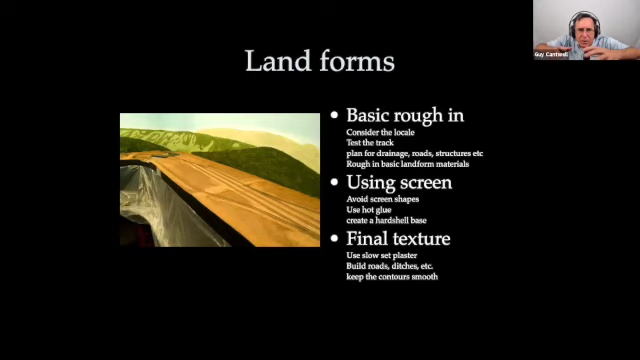 Guy Cantwell
Land forms
Basic rough in
Consider the locale
Test the track
plan for drainage, roads, structures etc
Rough in basic landform materials
Using screen
Avoid screen shapes
Use hot glue
create a hardshell base
Final texture
Use slow set plaster
Build roads, ditches, etc.
keep the contours smooth